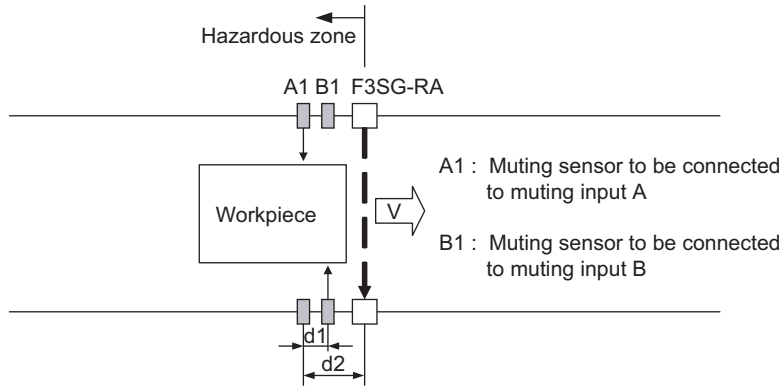 Hazardous zone
A1 B1 F3SG-RA
A1 : Muting sensor to be connected
to muting input A
Workpiece
V
B1 : Muting sensor to be connected
to muting input B
d1
d2